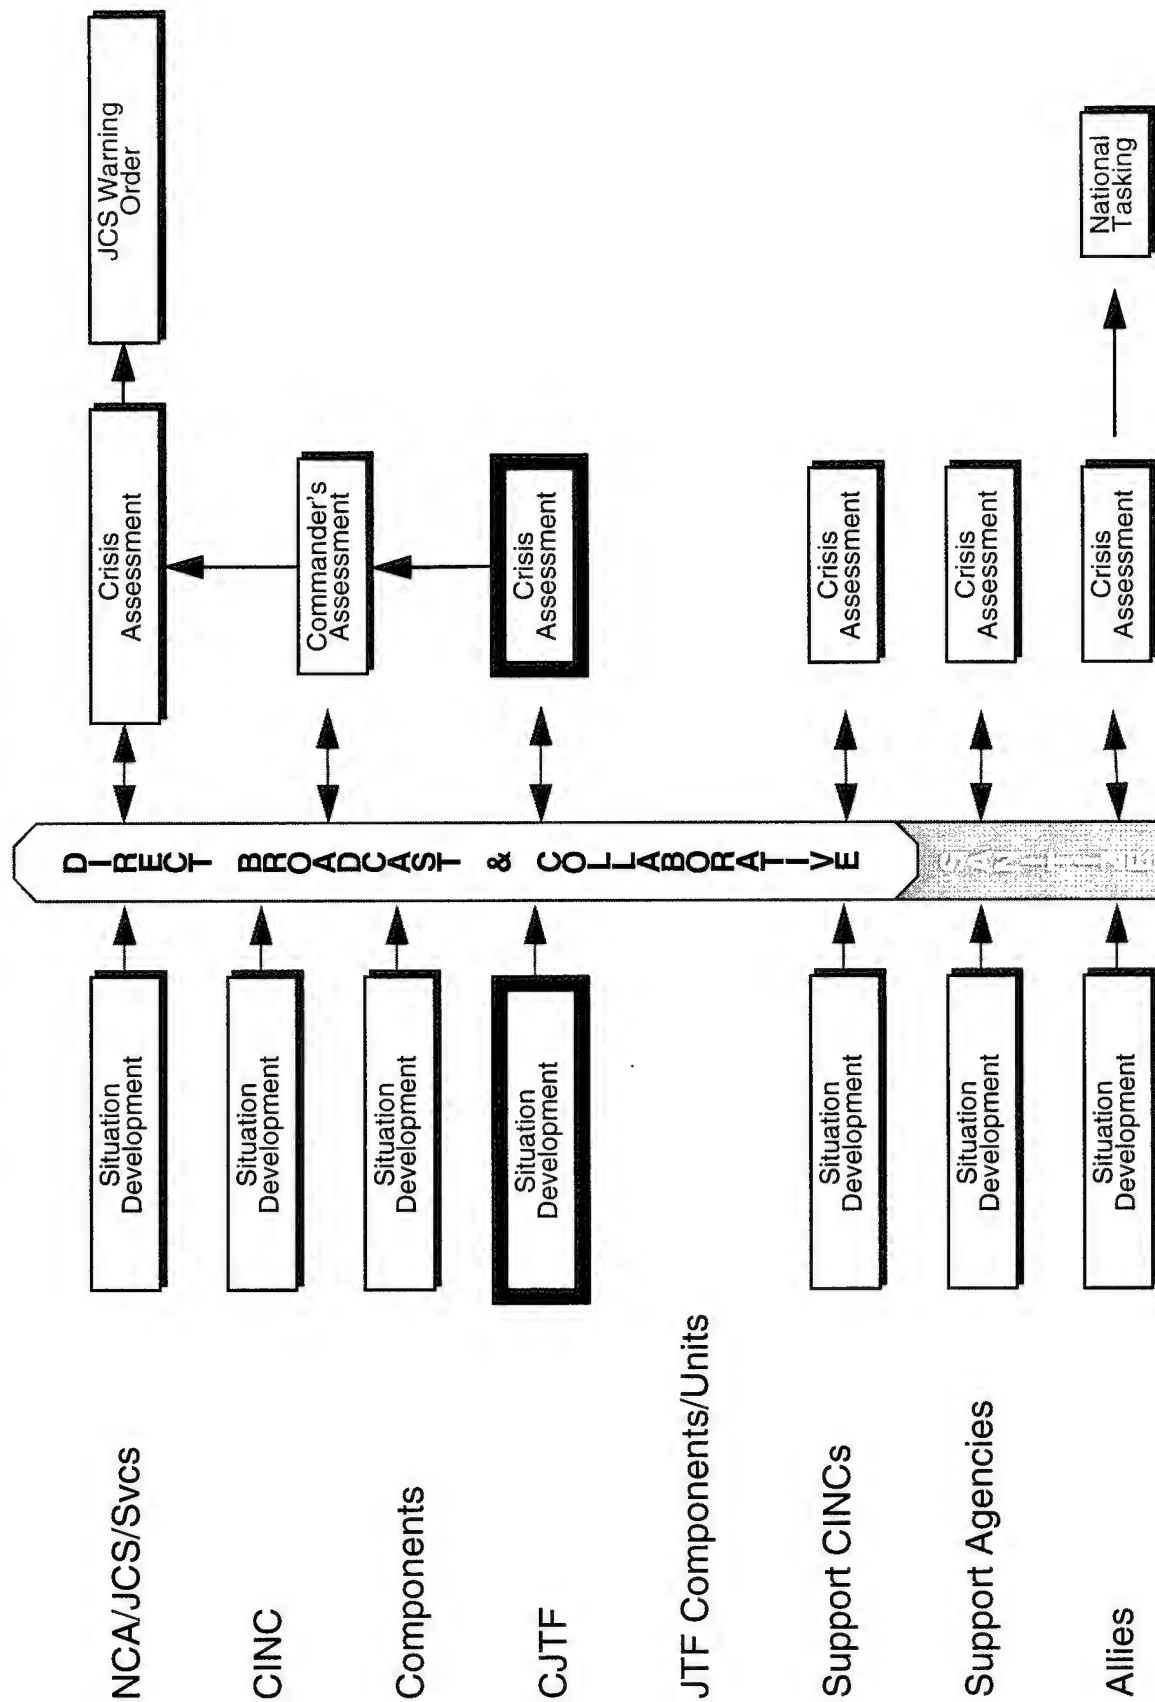 NCA/JCS/Svcs
Situation
Development
Crisis
Assessment
JCS Warning
Order
CINC
Situation
Development
Commander's
Assessment
Components
Situation
Development
CJTF
Situation
Development
Crisis
Assessment
JTF Components/Units
Support CINCs
Situation
Development
Crisis
Assessment
Support Agencies
Situation
Development
Crisis
Assessment
Allies
Situation
Development
Crisis
Assessment
National
Tasking
DIRECT BROADCAST & COLLABORATIVE